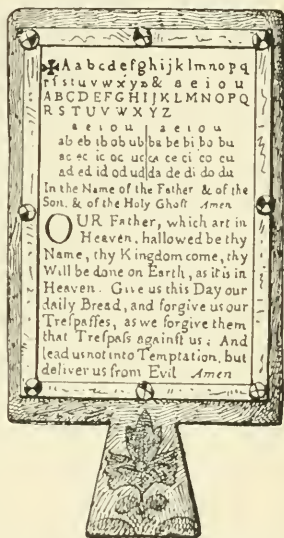 ✠Aabcdefghijklmnopq
rſstuvwxyz& aeiou
ABCDEFGHIJKLMNOPQ
RSTUVWXYZ
a e i o u | a e i o u
ab eb ib ob ub | ba be bi bo bu
ac ec ic oc uc | ca ce ci co cu
ad ed id od ud | da de di do du
In the Name of the Father & of the
Son, & of the Holy Ghoſt Amen
OUR Father, which art in
Heaven, hallowed be thy
Name, thy Kingdom come, thy
Will be done on Earth, as it is in
Heaven. Give us this Day our
daily Bread, and forgive us our
Treſpaſſes, as we forgive them
that Treſpaſs againſt us: And
lead us not into Temptation, but
deliver us from Evil Amen